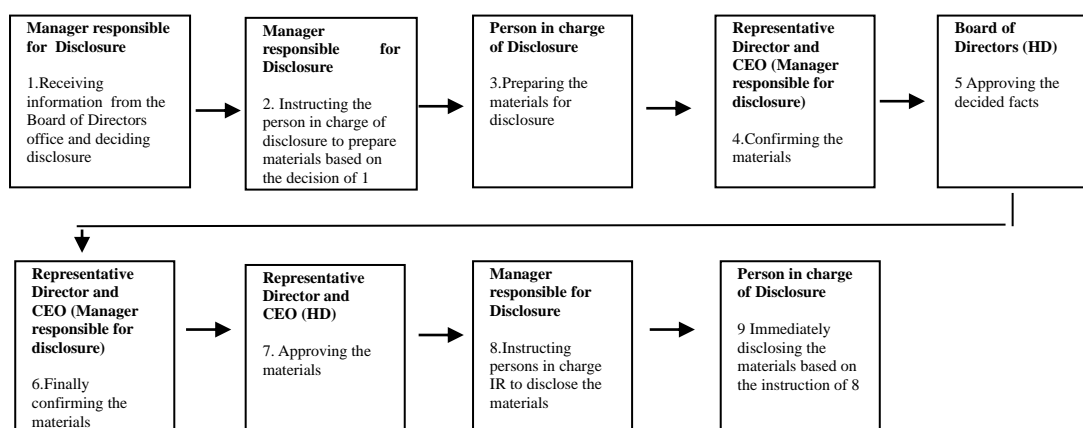 Manager responsible
for Disclosure
1.Receiving
information from the
Board of Directors
office and deciding
disclosure
Manager
responsible for
Disclosure
2. Instructing the
person in charge of
disclosure to prepare
materials based on
the decision of 1
Person in charge
of Disclosure
3.Preparing the
materials for
disclosure
Representative
Director and
CEO (Manager
responsible for
disclosure)
4.Confirming the
materials
Board of
Directors (HD)
5 Approving the
decided facts
Representative
Director and
CEO (Manager
responsible for
disclosure)
6.Finally
confirming the
materials
Representative
Director and
CEO (HD)
7. Approving the
materials
Manager
responsible for
Disclosure
8.Instructing
persons in charge
IR to disclose the
materials
Person in charge
of Disclosure
9 Immediately
disclosing the
materials based on
the instruction of 8